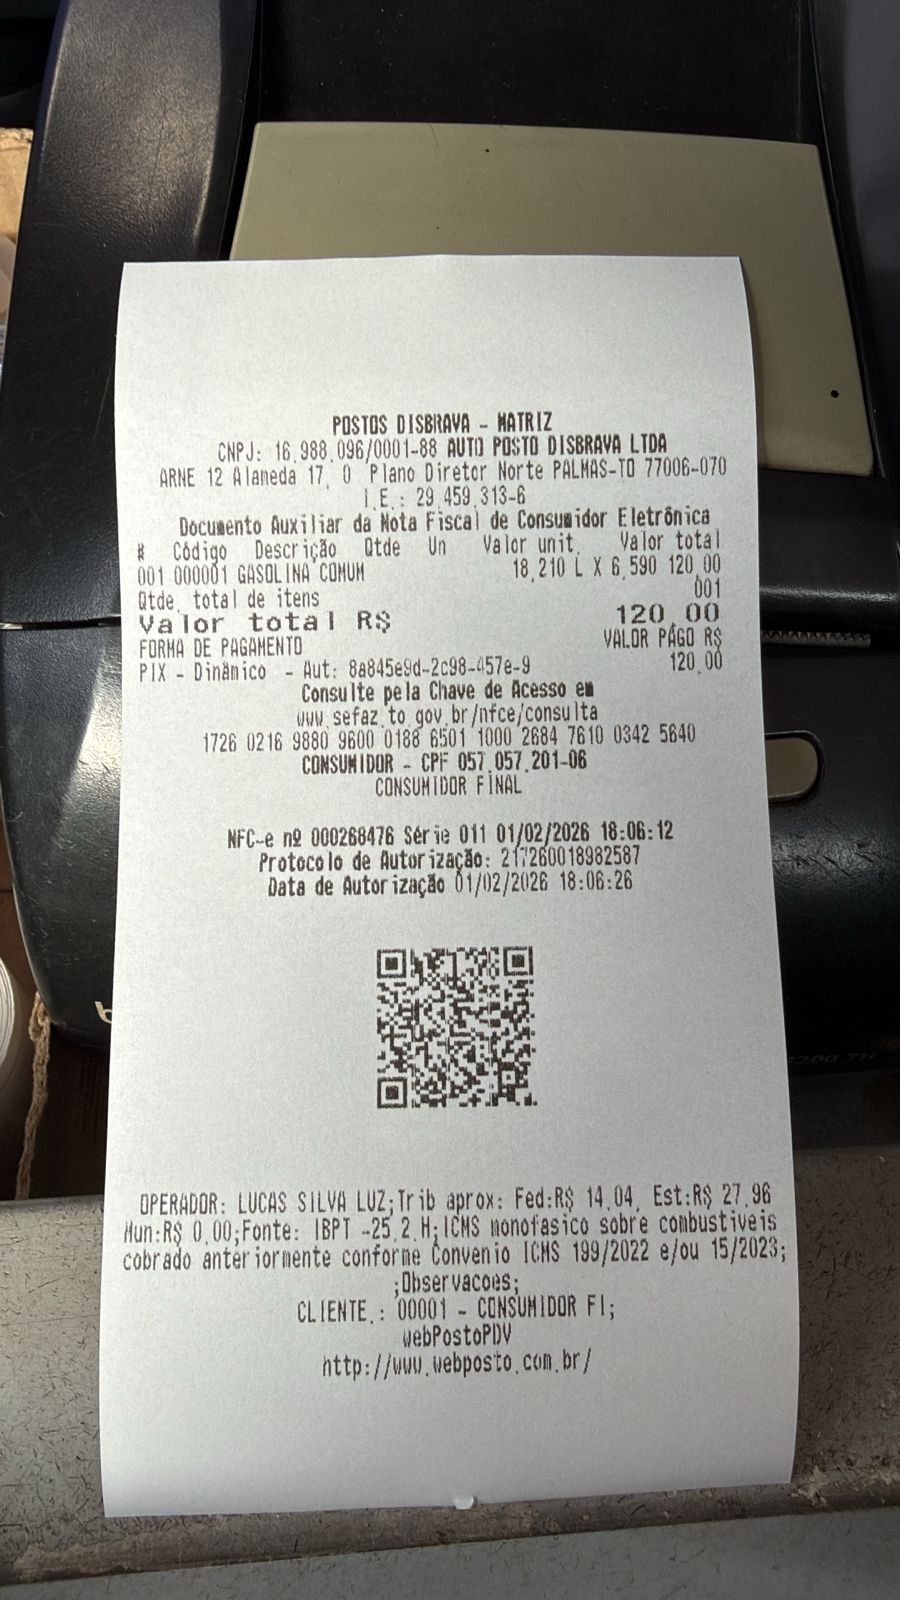 POSTOS DISBRAVA - MATRIZ
CNPJ: 16.988.096/0001-88 AUTO POSTO DISBRAVA LTDA
ARNE 12 Alameda 17, 0 Plano Diretor Norte PALMAS-TO 77006-070
I.E.: 29.459.313-6
Documento Auxiliar da Nota Fiscal de Consumidor Eletrônica
# Código Descrição Qtde Un Valor unit. Valor total
001 000001 GASOLINA COMUM 18,210 L X 6,590 120,00
Qtde. total de itens 001
Valor total R$ 120,00
FORMA DE PAGAMENTO VALOR PAGO R$
PIX - Dinâmico - Aut: 8a845e9d-2c98-457e-9 120,00
Consulte pela Chave de Acesso em
www.sefaz.to.gov.br/nfce/consulta
1726 0216 9880 9600 0188 6501 1000 2684 7610 0342 5640
CONSUMIDOR - CPF 057.057.201-06
CONSUMIDOR FINAL
NFC-e nº 000268476 Série 011 01/02/2026 18:06:12
Protocolo de Autorização: 217260018982587
Data de Autorização 01/02/2026 18:06:26
OPERADOR: LUCAS SILVA LUZ;Trib aprox: Fed:R$ 14,04, Est:R$ 27,96
Mun:R$ 0,00;Fonte: IBPT -25.2.H;ICMS monofasico sobre combustiveis
cobrado anteriormente conforme Convenio ICMS 199/2022 e/ou 15/2023;
;Observacoes;
CLIENTE.: 00001 - CONSUMIDOR FI;
webPostoPDV
http://www.webposto.com.br/